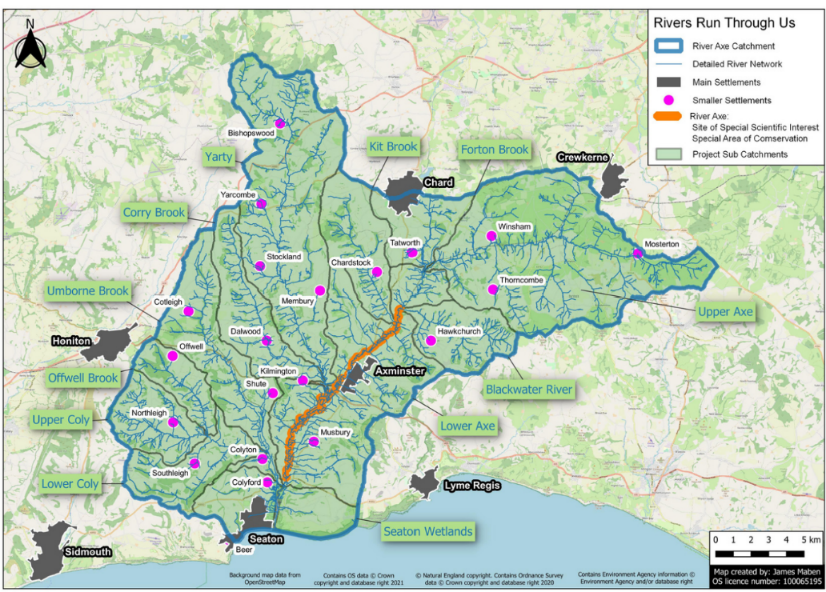 N
Rivers Run Through Us
River Axe Catchment
Detailed River Network
Main Settlements
Smaller Settlements
River Axe:
Site of Special Scientific Interest
Special Area of Comservation
Project Sub Catchments
Bishopswood
Yarty
Kit Brook
Forton Brook
Crewkerne
Chard
Yarcombe
Corry Brook
Winsham
Tatworth
Mosterton
Stockland
Chardstock
Umborne Brook
Membury
Thorncombe
Cotleigh
Upper Axe
Honiton
Dalwood
Hawkchurch
Offwell
Offwell Brook
Kilmington
Axminster
Shute
Blackwater River
Upper Coly
Northleigh
Lower Axe
Musbury
Colyton
Southleigh
Lower Coly
Colyford
Lyme Regis
Seaton Wetlands
Seaton
Beer
Sidmouth
0 1 2 3 4 5 km
Map created by: James Maben
OS licence number: 100065195
Background map data from
OpenStreetMap
Contains OS data © Crown
copyright and database right 2021
© Natural England copyright. Contains Ordnance Survey
data © Crown copyright and database right 2020
Contains Environment Agency information ©
Environment Agency and/or database right